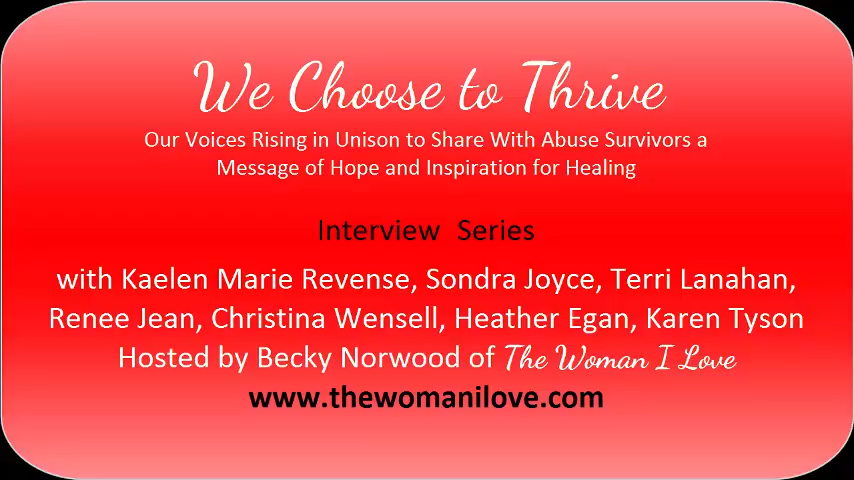 We Choose to Thrive
Our Voices Rising in Unison to Share With Abuse Survivors a
Message of Hope and Inspiration for Healing
Interview Series
with Kaelen Marie Revense, Sondra Joyce, Terri Lanahan,
Renee Jean, Christina Wensell, Heather Egan, Karen Tyson
Hosted by Becky Norwood of The Woman I Love
www.thewomanilove.com